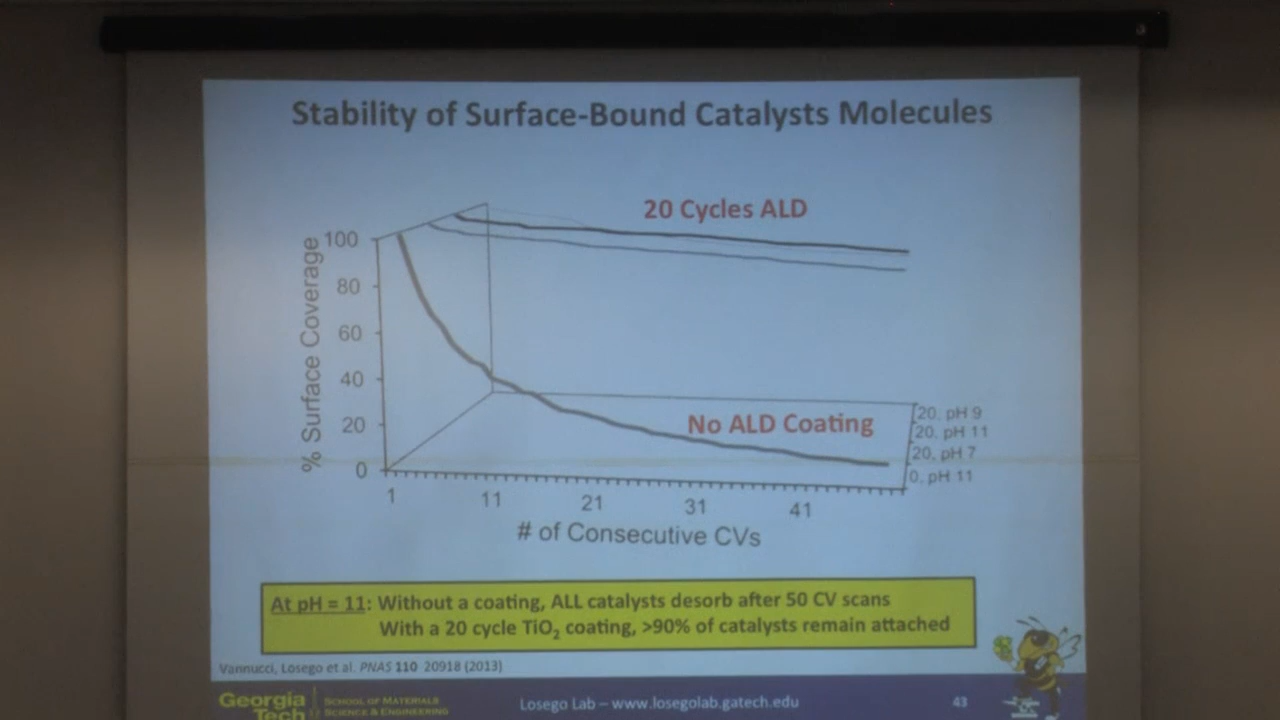 Stability of Surface-Bound Catalysts Molecules
20 Cycles ALD
% Surface Coverage
100
80
60
40
20
0
No ALD Coating
20, pH 9
20, pH 11
20, pH 7
0, pH 11
1 11 21 31 41
# of Consecutive CVs
At pH = 11: Without a coating, ALL catalysts desorb after 50 CV scans
With a 20 cycle TiO₂ coating, >90% of catalysts remain attached
Vannucci, Losego et al. PNAS 110 20918 (2013)
Georgia
Tech
SCHOOL OF MATERIALS
SCIENCE & ENGINEERING
Losego Lab – www.losegolab.gatech.edu
43